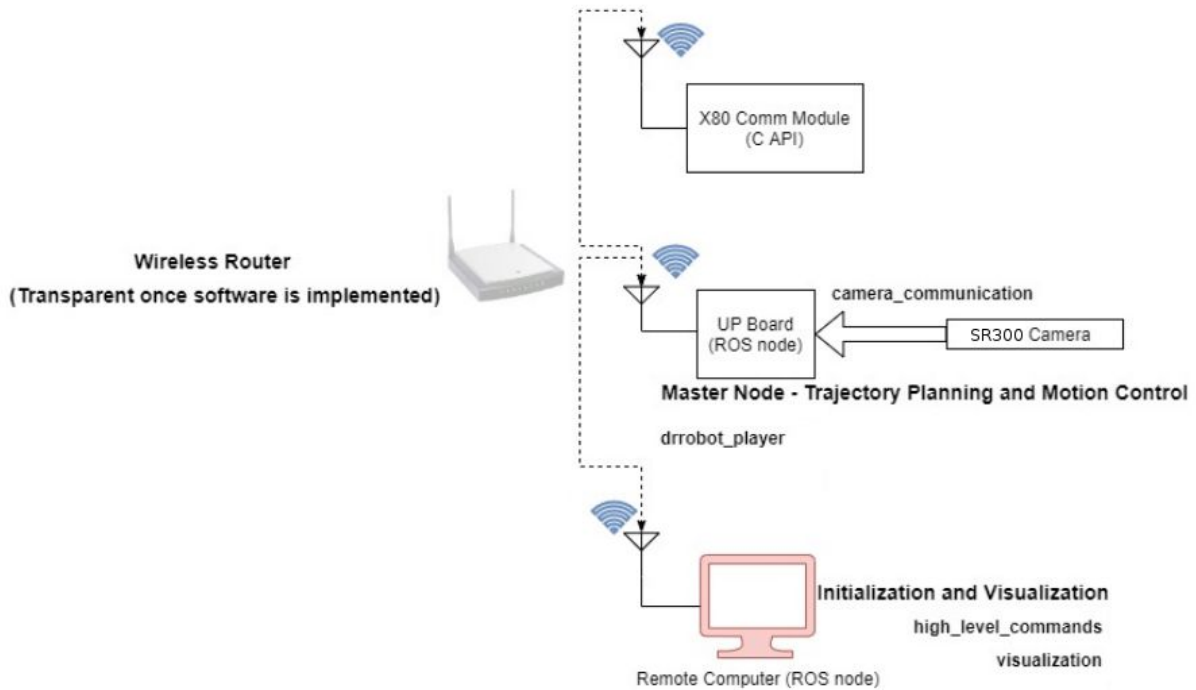 X80 Comm Module
(C API)
Wireless Router
(Transparent once software is implemented)
camera_communication
UP Board
(ROS node)
SR300 Camera
Master Node - Trajectory Planning and Motion Control
drrobot_player
Initialization and Visualization
high_level_commands
visualization
Remote Computer (ROS node)